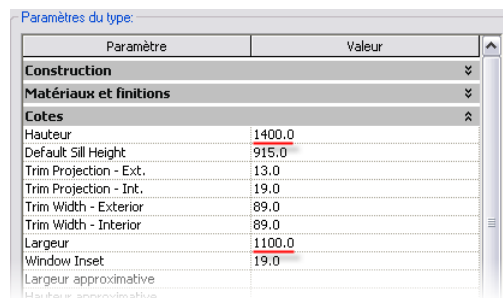 Paramètres du type:
Paramètre Valeur
Construction
Matériaux et finitions
Cotes
Hauteur 1400.0
Default Sill Height 915.0
Trim Projection - Ext. 13.0
Trim Projection - Int. 19.0
Trim Width - Exterior 89.0
Trim Width - Interior 89.0
Largeur 1100.0
Window Inset 19.0
Largeur approximative
Hauteur approximative